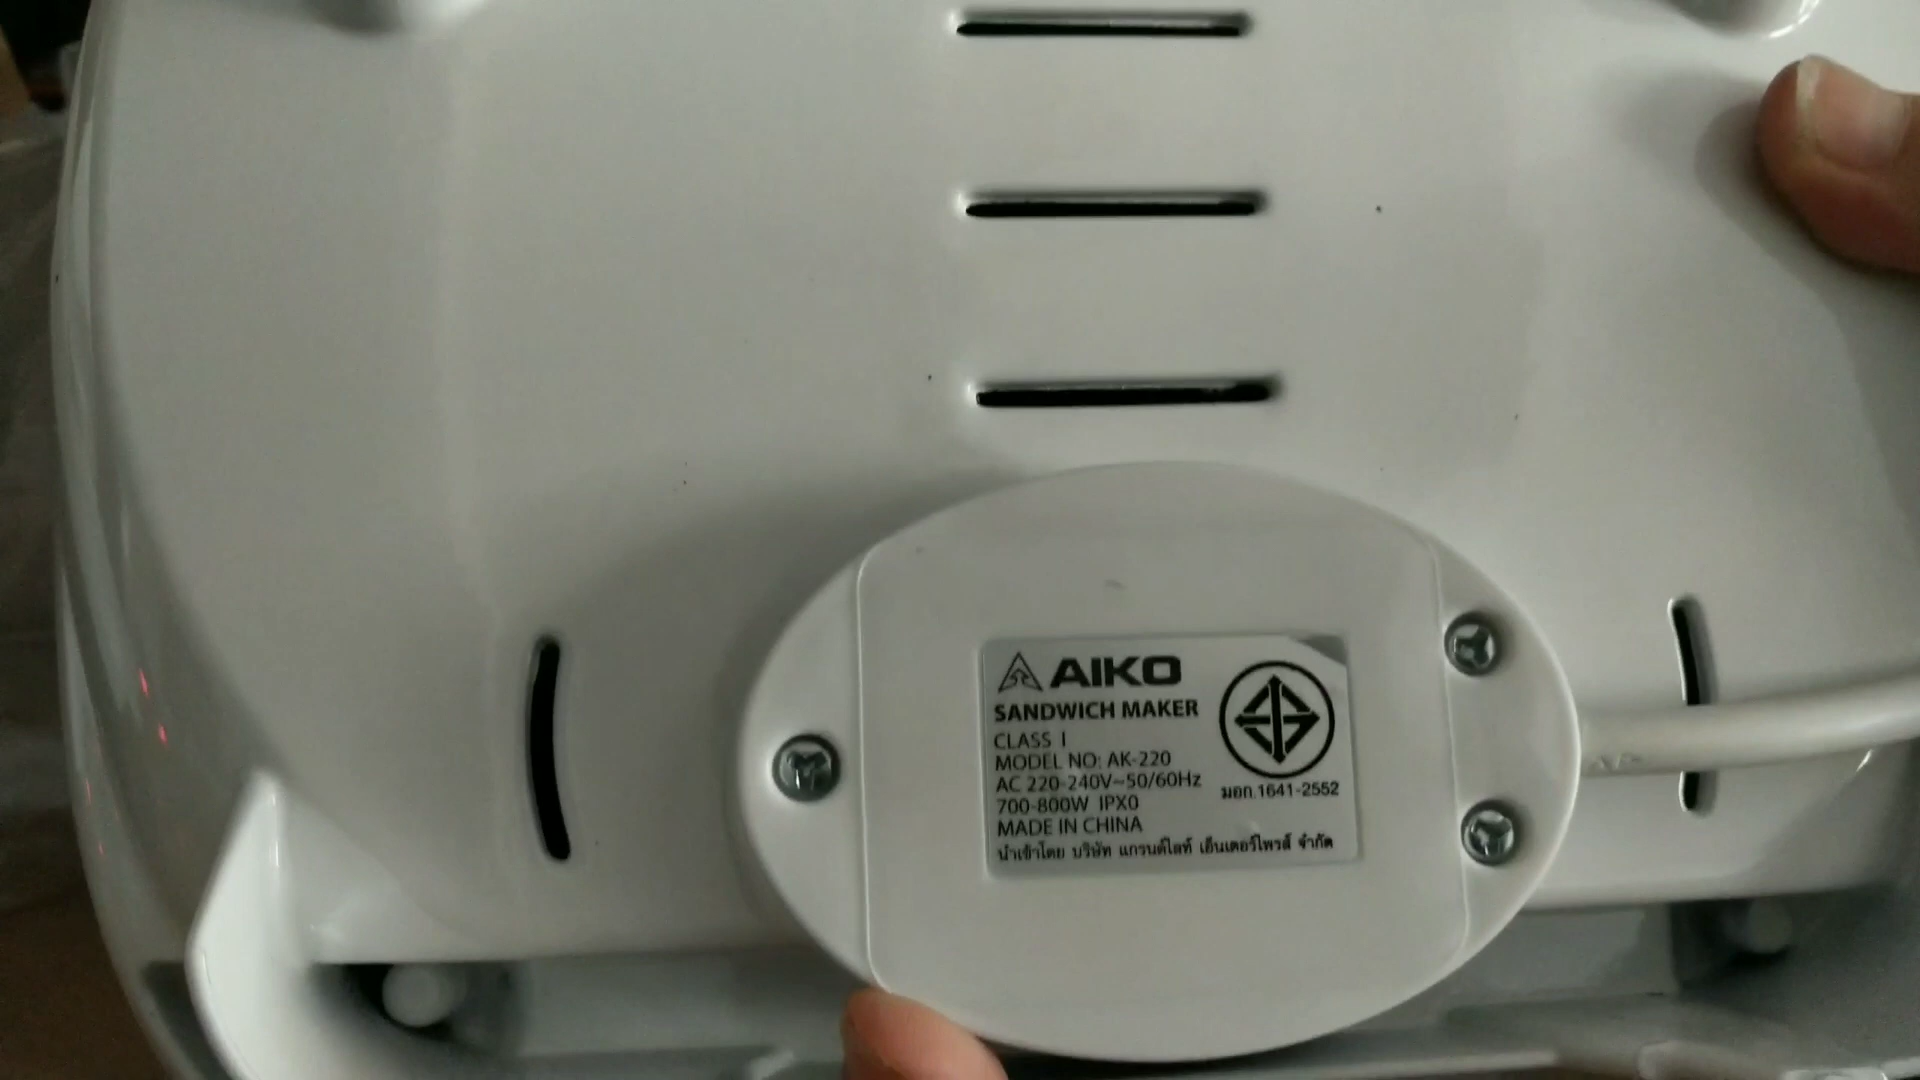 AIKO
SANDWICH MAKER
CLASS I
MODEL NO: AK-220
AC 220-240V~50/60Hz
700-800W IPX0
MADE IN CHINA
มอก.1641-2552
นำเข้าโดย บริษัท แกรนด์ไลท์ เอ็นเตอร์ไพรส์ จำกัด